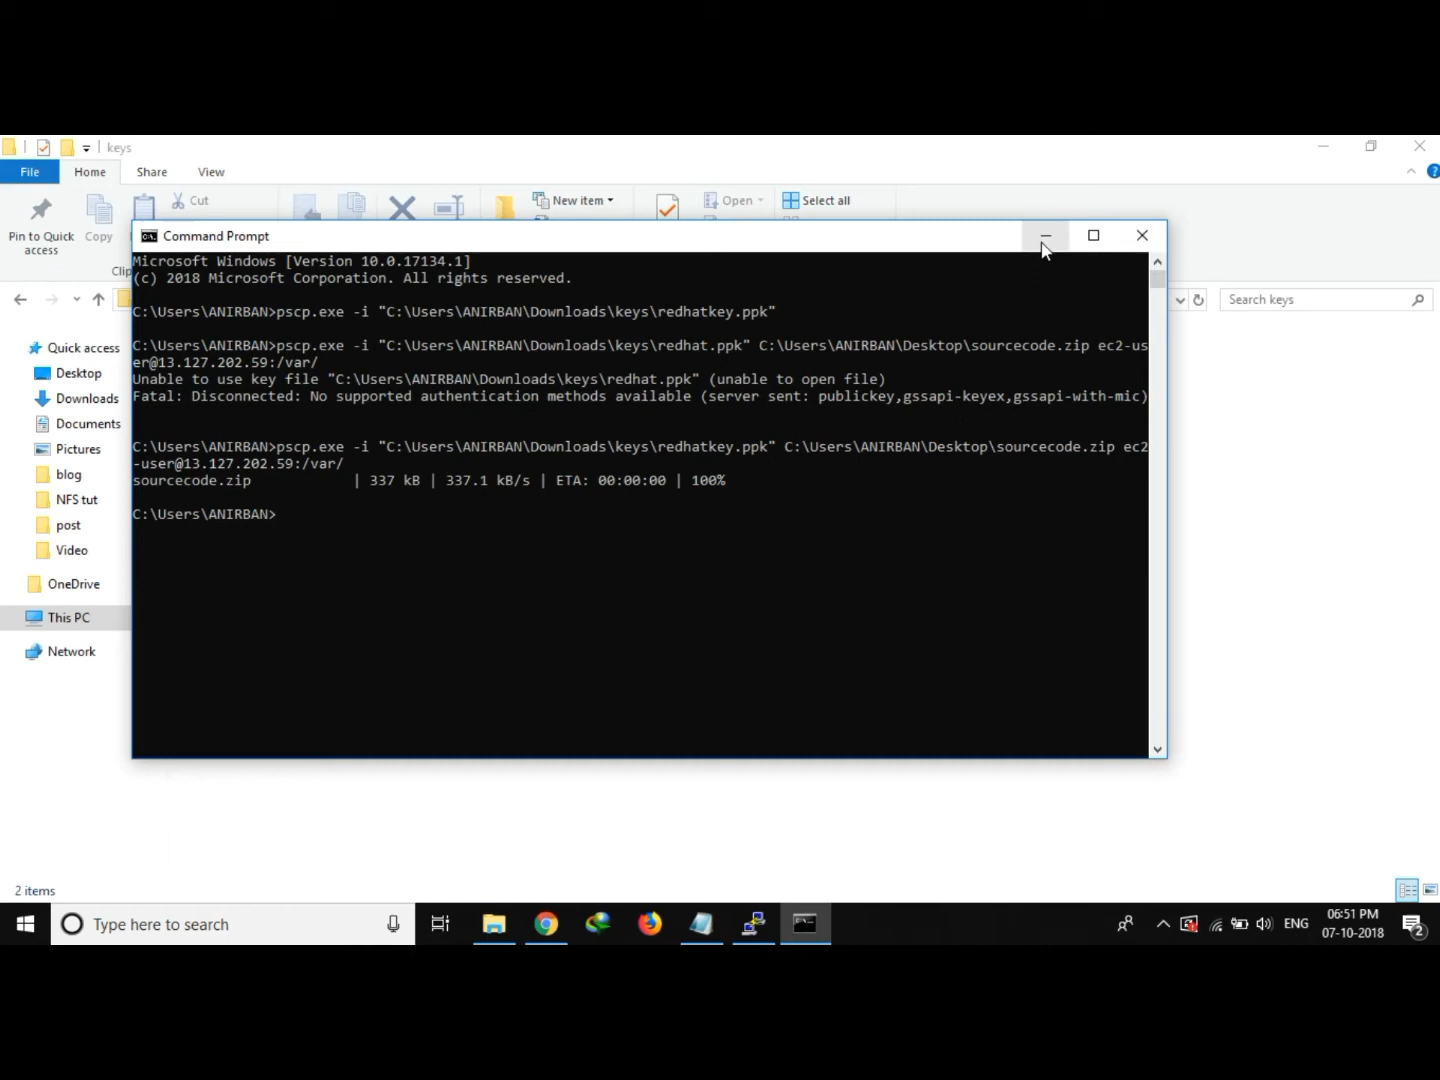 keys
File
Home
Share
View
Cut
New item
Open
Select all
Pin to Quick access
Copy
Command Prompt
Microsoft Windows [Version 10.0.17134.1]
(c) 2018 Microsoft Corporation. All rights reserved.
C:\Users\ANIRBAN>pscp.exe -i "C:\Users\ANIRBAN\Downloads\keys\redhatkey.ppk"
C:\Users\ANIRBAN>pscp.exe -i "C:\Users\ANIRBAN\Downloads\keys\redhat.ppk" C:\Users\ANIRBAN\Desktop\sourcecode.zip ec2-us
er@13.127.202.59:/var/
Unable to use key file "C:\Users\ANIRBAN\Downloads\keys\redhat.ppk" (unable to open file)
Fatal: Disconnected: No supported authentication methods available (server sent: publickey,gssapi-keyex,gssapi-with-mic)
C:\Users\ANIRBAN>pscp.exe -i "C:\Users\ANIRBAN\Downloads\keys\redhatkey.ppk" C:\Users\ANIRBAN\Desktop\sourcecode.zip ec2
-user@13.127.202.59:/var/
sourcecode.zip | 337 kB | 337.1 kB/s | ETA: 00:00:00 | 100%
C:\Users\ANIRBAN>
Search keys
Quick access
Desktop
Downloads
Documents
Pictures
blog
NFS tut
post
Video
OneDrive
This PC
Network
2 items
Type here to search
ENG
06:51 PM
07-10-2018
2